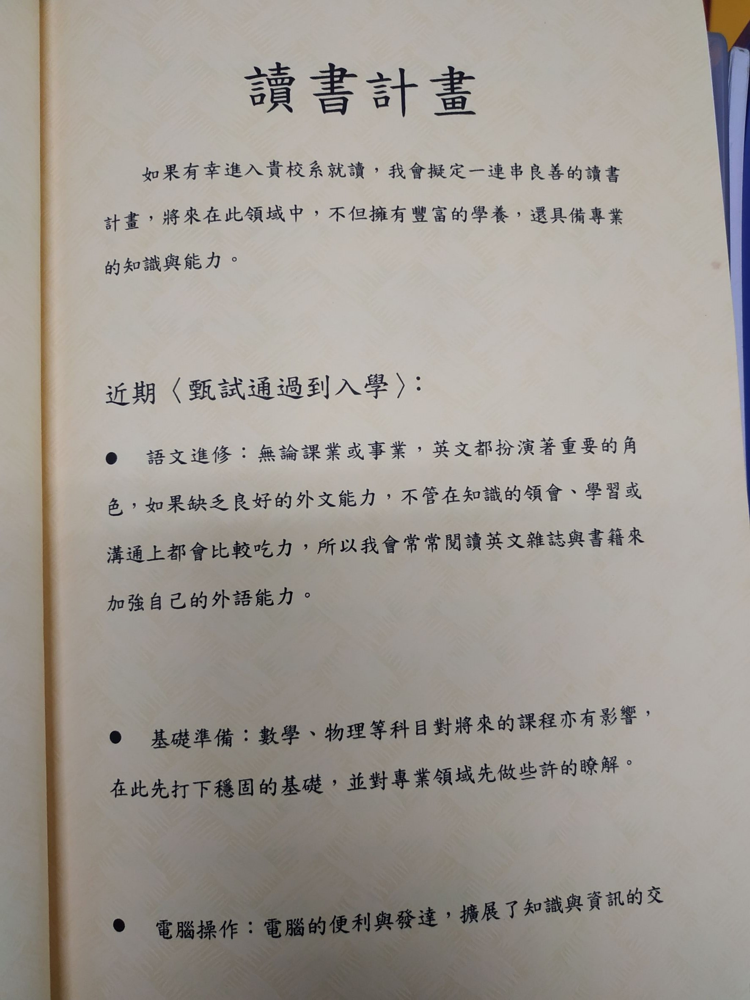 讀書計畫
如果有幸進入貴校系就讀，我會擬定一連串良善的讀書
計畫，將來在此領域中，不但擁有豐富的學養，還具備專業
的知識與能力。
近期〈甄試通過到入學〉：
● 語文進修：無論課業或事業，英文都扮演著重要的角
色，如果缺乏良好的外文能力，不管在知識的領會、學習或
溝通上都會比較吃力，所以我會常常閱讀英文雜誌與書籍來
加強自己的外語能力。
● 基礎準備：數學、物理等科目對將來的課程亦有影響，
在此先打下穩固的基礎，並對專業領域先做些許的瞭解。
● 電腦操作：電腦的便利與發達，擴展了知識與資訊的交